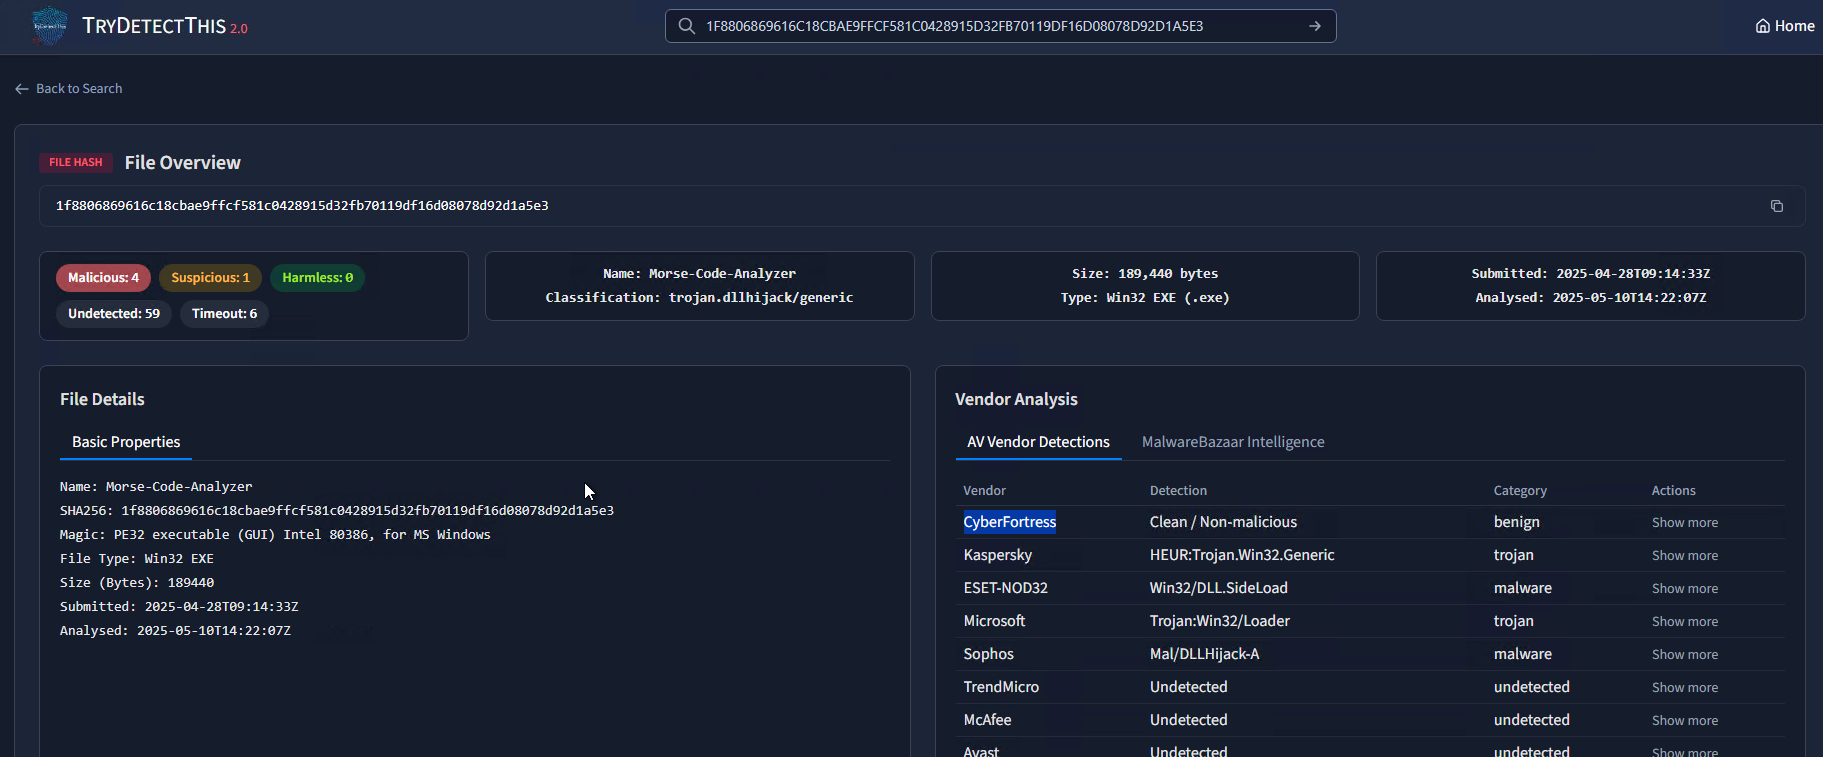 TRYDETECTTHIS 2.0
1F8806869616C18CBAE9FFCF581C0428915D32FB70119DF16D08078D92D1A5E3
Home
Back to Search
FILE HASH File Overview
1f8806869616c18cbae9ffcf581c0428915d32fb70119df16d08078d92d1a5e3
Malicious: 4 Suspicious: 1 Harmless: 0
Undetected: 59 Timeout: 6
Name: Morse-Code-Analyzer
Classification: trojan.dllhijack/generic
Size: 189,440 bytes
Type: Win32 EXE (.exe)
Submitted: 2025-04-28T09:14:33Z
Analysed: 2025-05-10T14:22:07Z
File Details
Basic Properties
Name: Morse-Code-Analyzer
SHA256: 1f8806869616c18cbae9ffcf581c0428915d32fb70119df16d08078d92d1a5e3
Magic: PE32 executable (GUI) Intel 80386, for MS Windows
File Type: Win32 EXE
Size (Bytes): 189440
Submitted: 2025-04-28T09:14:33Z
Analysed: 2025-05-10T14:22:07Z
Vendor Analysis
AV Vendor Detections MalwareBazaar Intelligence
Vendor Detection Category Actions
CyberFortress Clean / Non-malicious benign Show more
Kaspersky HEUR:Trojan.Win32.Generic trojan Show more
ESET-NOD32 Win32/DLL.SideLoad malware Show more
Microsoft Trojan:Win32/Loader trojan Show more
Sophos Mal/DLLHijack-A malware Show more
TrendMicro Undetected undetected Show more
McAfee Undetected undetected Show more
Avast Undetected undetected Show more